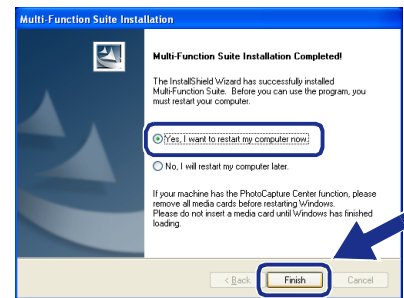 Multi-Function Suite Installation
Multi-Function Suite Installation Completed!
The InstallShield Wizard has successfully installed
Multi-Function Suite. Before you can use the program, you
must restart your computer.
Yes, I want to restart my computer now.
No, I will restart my computer later.
If your machine has the PhotoCapture Center function, please
remove all media cards before restarting Windows.
Please do not insert a media card until Windows has finished
loading.
< Back Finish Cancel